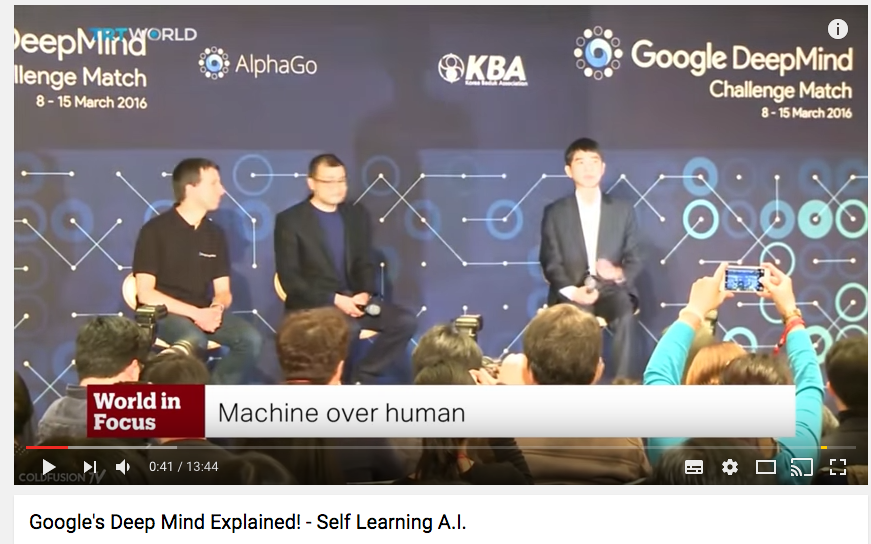 DeepMind
TRT WORLD
llenge Match
8 - 15 March 2016
AlphaGo
KBA
Korea Baduk Association
Google DeepMind
Challenge Match
8 - 15 March 2016
World in
Focus
Machine over human
0:41 / 13:44
COLDFUSION TV
Google's Deep Mind Explained! - Self Learning A.I.